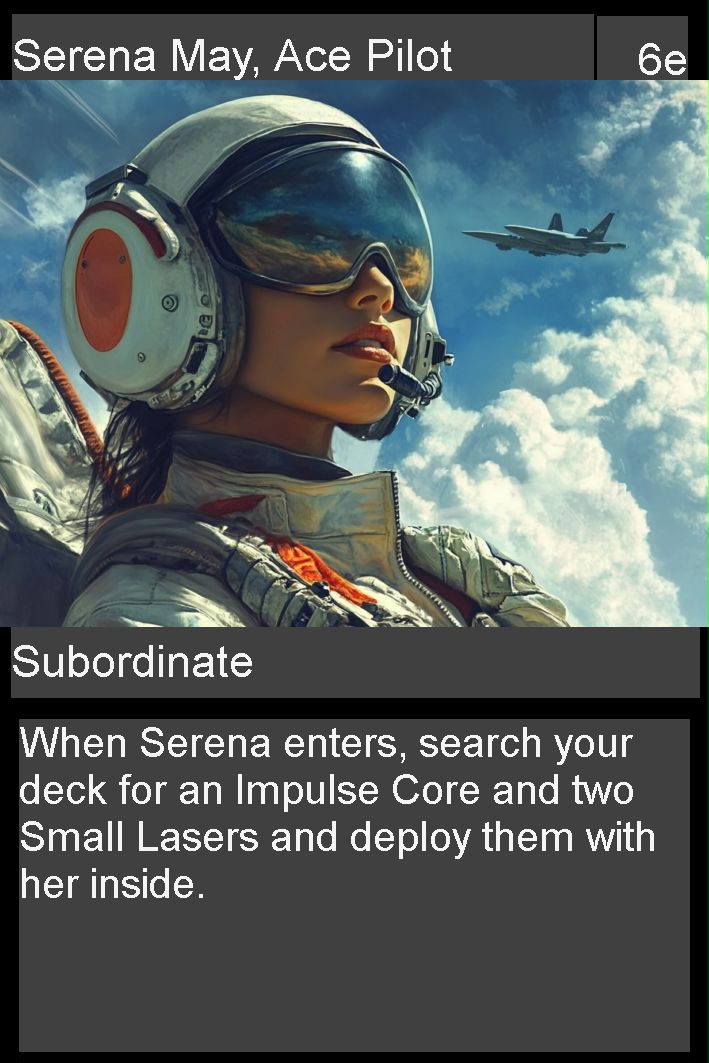 Serena May, Ace Pilot
6e
Subordinate
When Serena enters, search your
deck for an Impulse Core and two
Small Lasers and deploy them with
her inside.